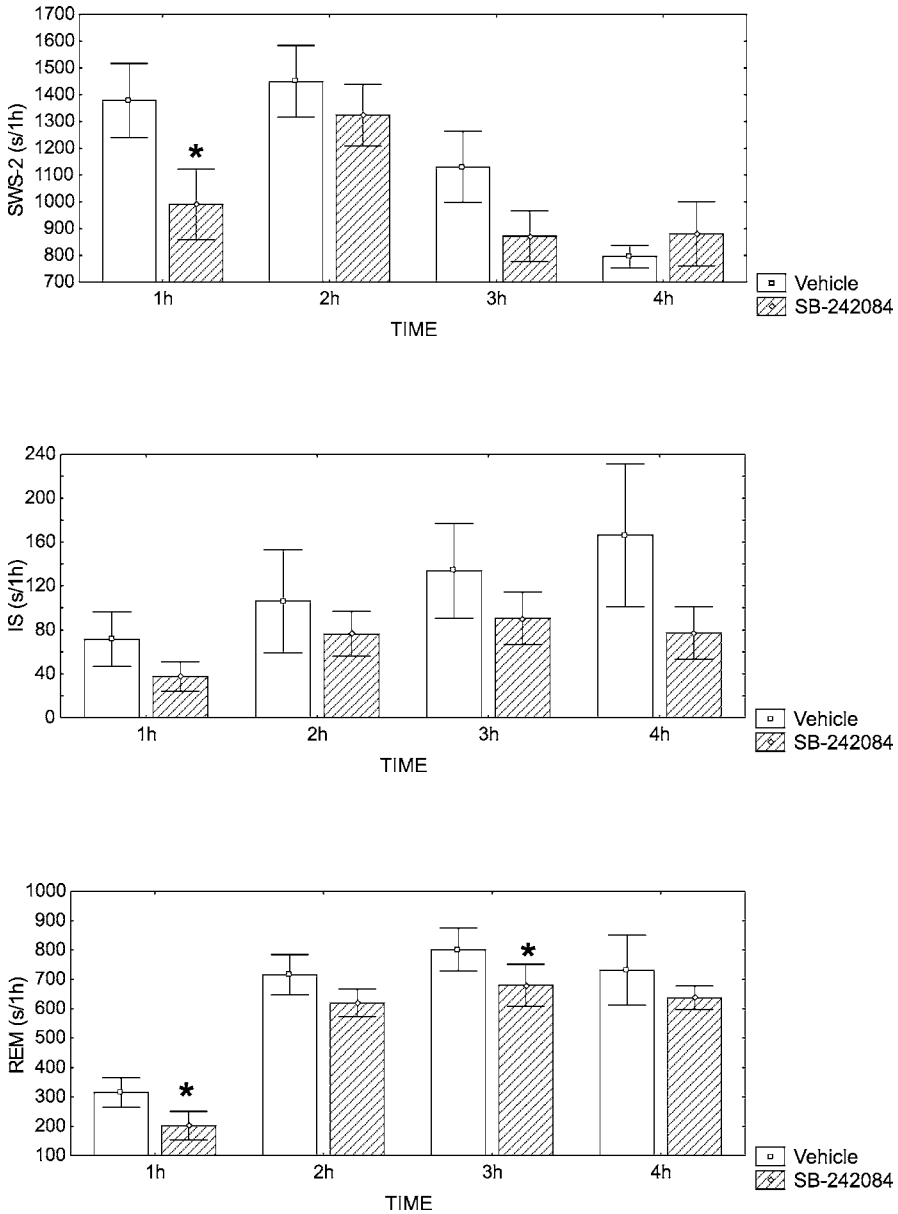 1700
1600
1500
1400
1300
1200
1100
1000
900
800
700
SWS-2 (s/1h)
*
1h 2h 3h 4h
TIME
Vehicle
SB-242084
240
200
160
120
80
40
0
IS (s/1h)
1h 2h 3h 4h
TIME
Vehicle
SB-242084
1000
900
800
700
600
500
400
300
200
100
REM (s/1h)
* *
1h 2h 3h 4h
TIME
Vehicle
SB-242084